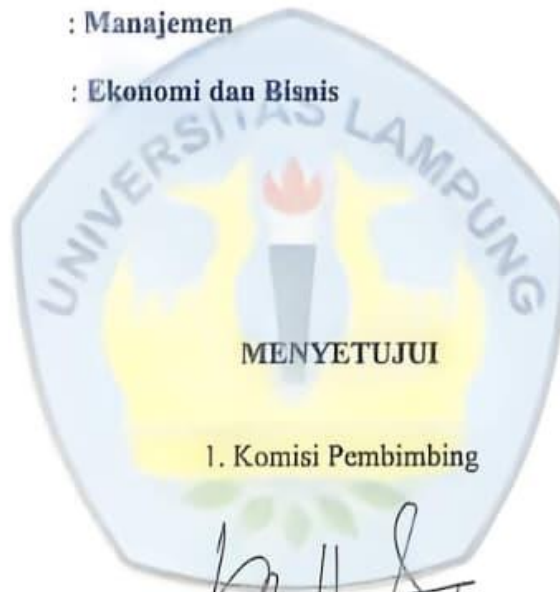 : Manajemen
: Ekonomi dan Bisnis
UNIVERSITAS LAMPUNG
MENYETUJUI
1. Komisi Pembimbing